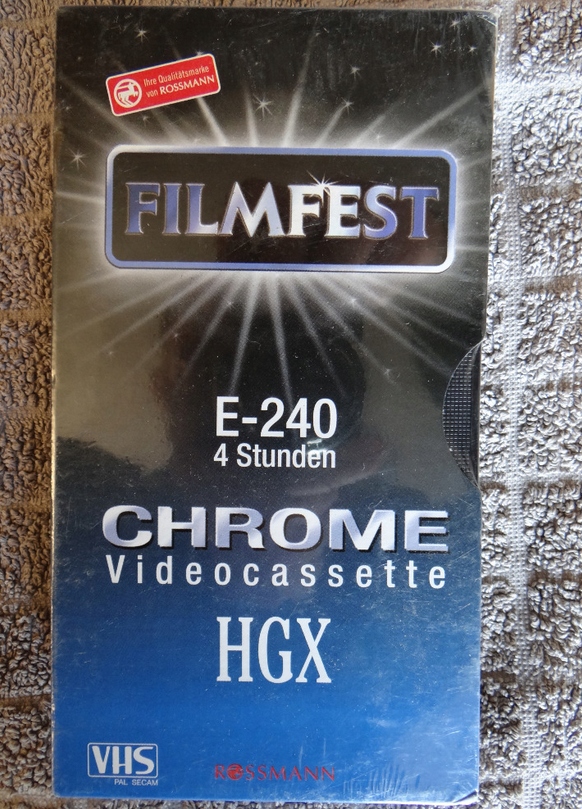 Ihre Qualitätsmarke
von ROSSMANN
FILMFEST
E-240
4 Stunden
CHROME
Videocassette
HGX
VHS
PAL SECAM
ROSSMANN